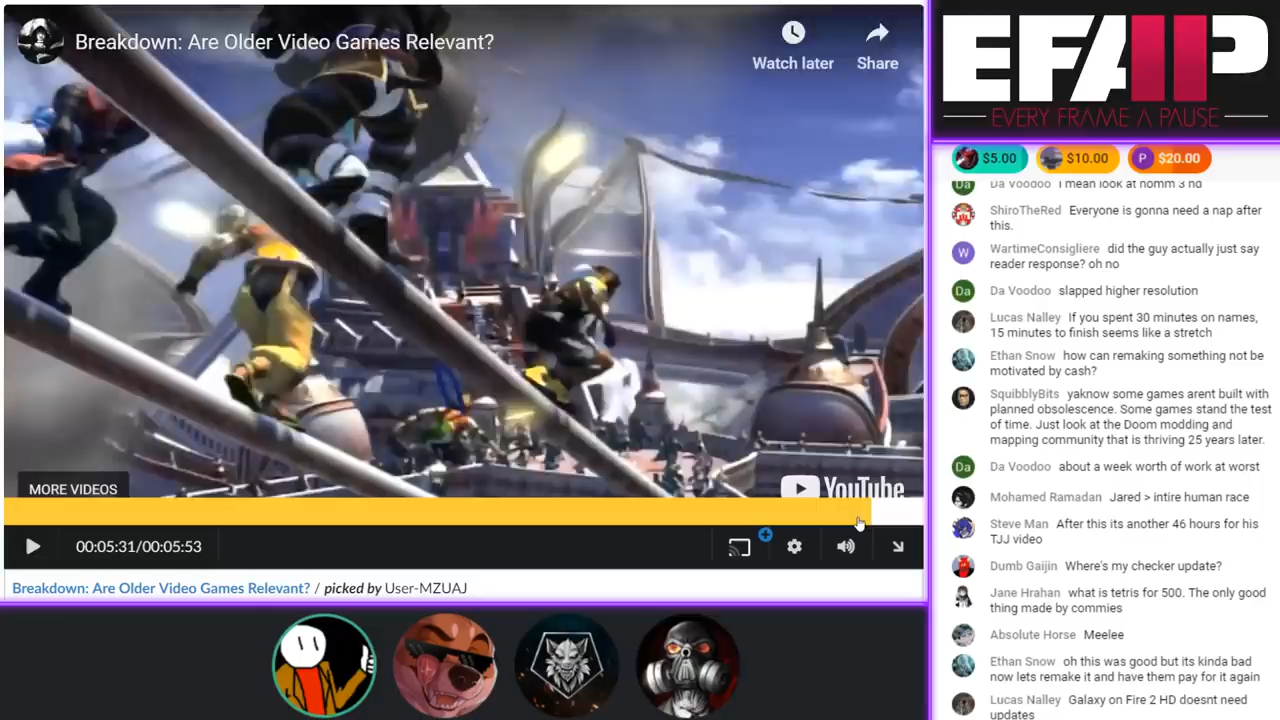 Breakdown: Are Older Video Games Relevant?
Watch later
Share
MORE VIDEOS
YouTube
00:05:31/00:05:53
Breakdown: Are Older Video Games Relevant? / picked by User-MZUAJ
EFAP
EVERY FRAME A PAUSE
$5.00
$10.00
P $20.00
Da Da Voodoo I mean look at homm 3 hd
ShiroTheRed Everyone is gonna need a nap after
this.
W WartimeConsigliere did the guy actually just say
reader response? oh no
Da Da Voodoo slapped higher resolution
Lucas Nalley If you spent 30 minutes on names,
15 minutes to finish seems like a stretch
Ethan Snow how can remaking something not be
motivated by cash?
SquibblyBits yaknow some games arent built with
planned obsolescence. Some games stand the test
of time. Just look at the Doom modding and
mapping community that is thriving 25 years later.
Da Da Voodoo about a week worth of work at worst
Mohamed Ramadan Jared > intire human race
Steve Man After this its another 46 hours for his
TJJ video
Dumb Gaijin Where's my checker update?
Jane Hrahan what is tetris for 500. The only good
thing made by commies
Absolute Horse Meelee
Ethan Snow oh this was good but its kinda bad
now lets remake it and have them pay for it again
Lucas Nalley Galaxy on Fire 2 HD doesnt need
updates